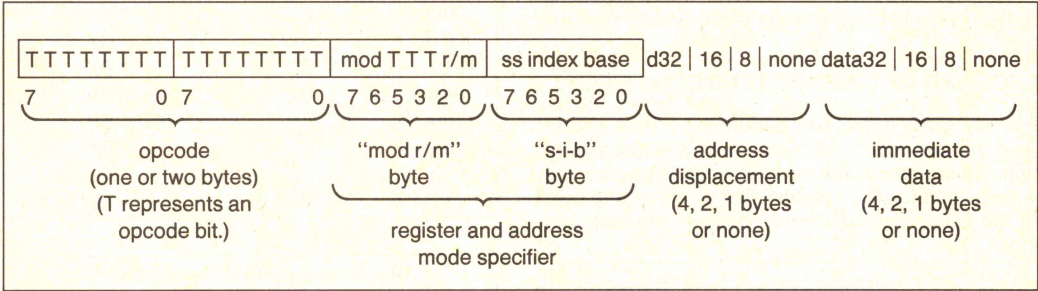 T T T T T T T T T T T T T T T T mod T T T r/m ss index base d32 | 16 | 8 | none data32 | 16 | 8 | none
7 0 7 0 7 6 5 3 2 0 7 6 5 3 2 0
opcode
(one or two bytes)
(T represents an
opcode bit.)
“mod r/m”
byte
“s-i-b”
byte
register and address
mode specifier
address
displacement
(4, 2, 1 bytes
or none)
immediate
data
(4, 2, 1 bytes
or none)